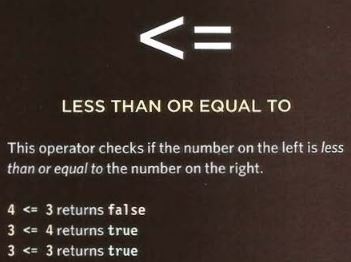 <=
LESS THAN OR EQUAL TO
This operator checks if the number on the left is less
than or equal to the number on the right.
4 <= 3 returns false
3 <= 4 returns true
3 <= 3 returns true